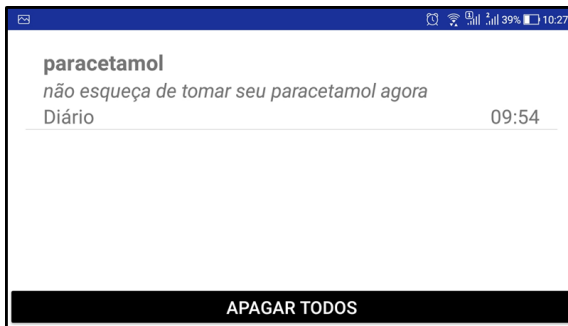 39% 10:27
paracetamol
não esqueça de tomar seu paracetamol agora
Diário 09:54
APAGAR TODOS